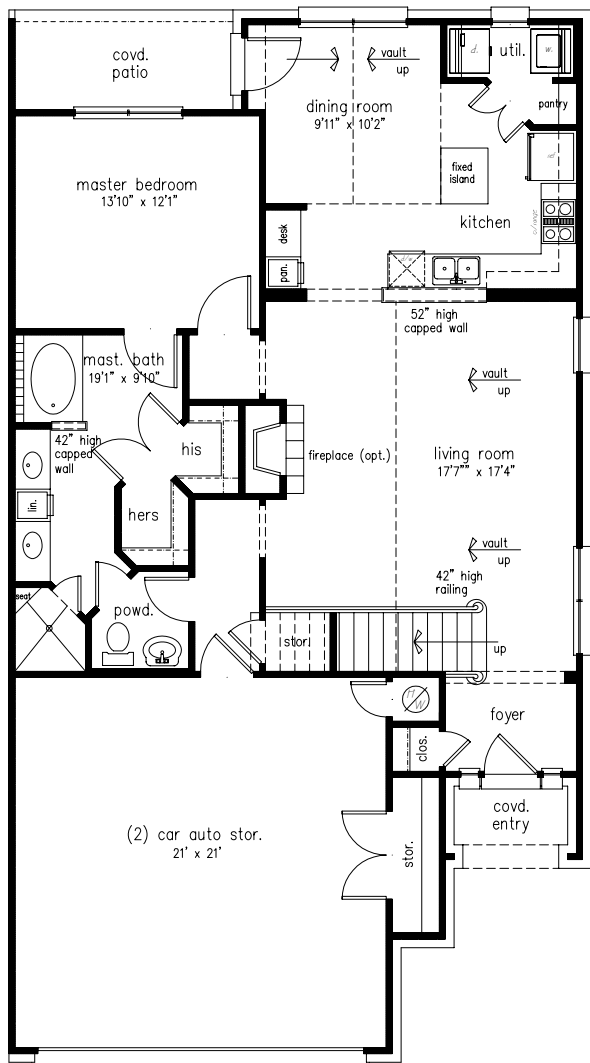 covd.
patio
vault
up
d.
util.
w.
dining room
9'11" x 10'2"
pantry
master bedroom
13'10" x 12'1"
fixed
island
kitchen
desk
pan.
52" high
capped wall
mast. bath
19'1" x 9'10"
vault
up
42" high
capped
wall
his
fireplace (opt.)
living room
17'7"" x 17'4"
lin.
hers
vault
up
42" high
railing
seat
powd.
stor.
up
H
W
foyer
clos.
covd.
entry
(2) car auto stor.
21' x 21'
stor.